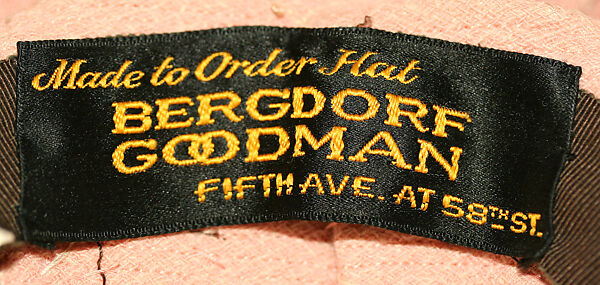 Made to Order Hat
BERGDORF
GOODMAN
FIFTH AVE. AT 58TH ST.